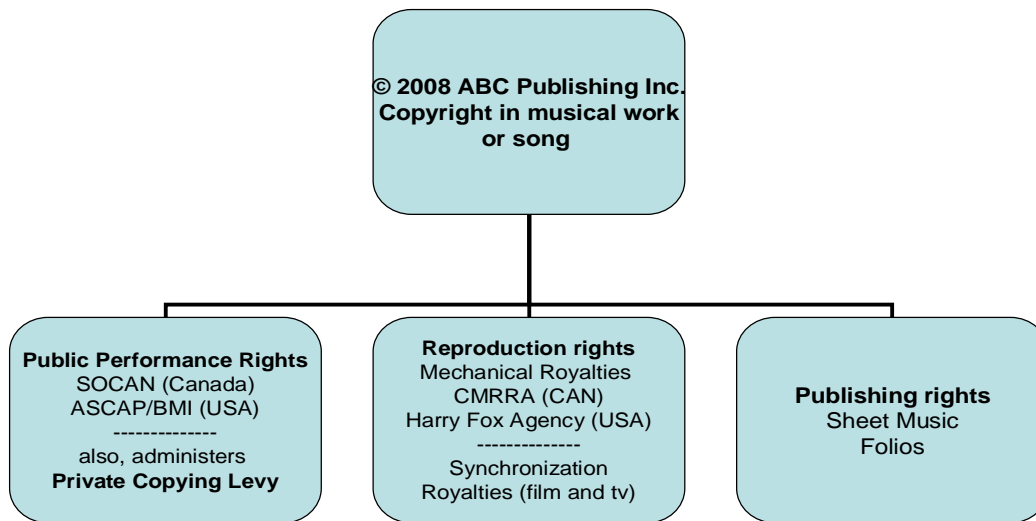 © 2008 ABC Publishing Inc.
Copyright in musical work
or song
Public Performance Rights
SOCAN (Canada)
ASCAP/BMI (USA)
--------------
also, administers
Private Copying Levy
Reproduction rights
Mechanical Royalties
CMRRA (CAN)
Harry Fox Agency (USA)
--------------
Synchronization
Royalties (film and tv)
Publishing rights
Sheet Music
Folios